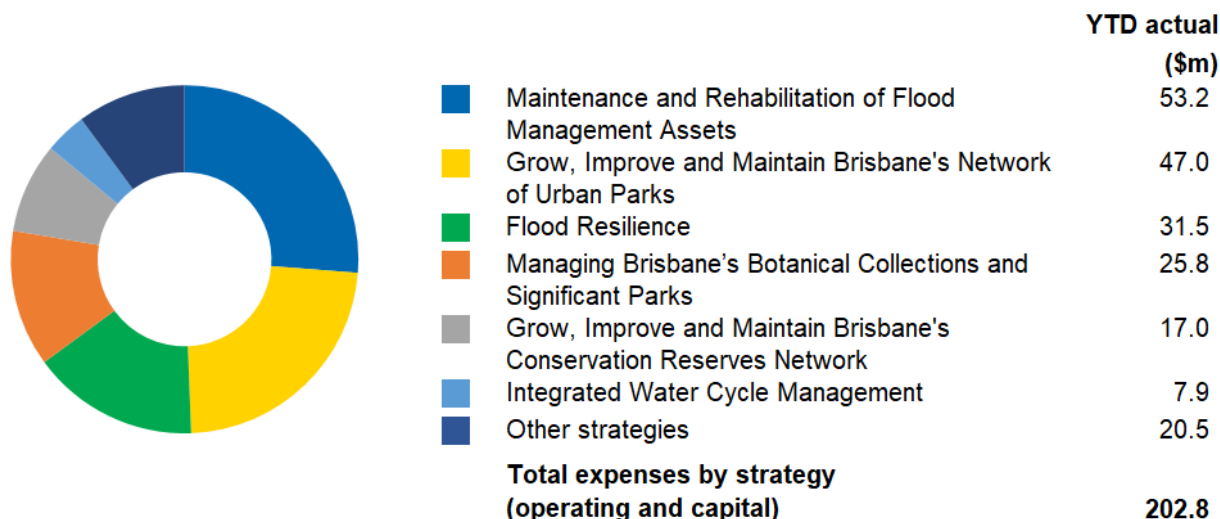 YTD actual
($m)
Maintenance and Rehabilitation of Flood 53.2
Management Assets
Grow, Improve and Maintain Brisbane's Network 47.0
of Urban Parks
Flood Resilience 31.5
Managing Brisbane’s Botanical Collections and 25.8
Significant Parks
Grow, Improve and Maintain Brisbane's 17.0
Conservation Reserves Network
Integrated Water Cycle Management 7.9
Other strategies 20.5
Total expenses by strategy
(operating and capital) 202.8